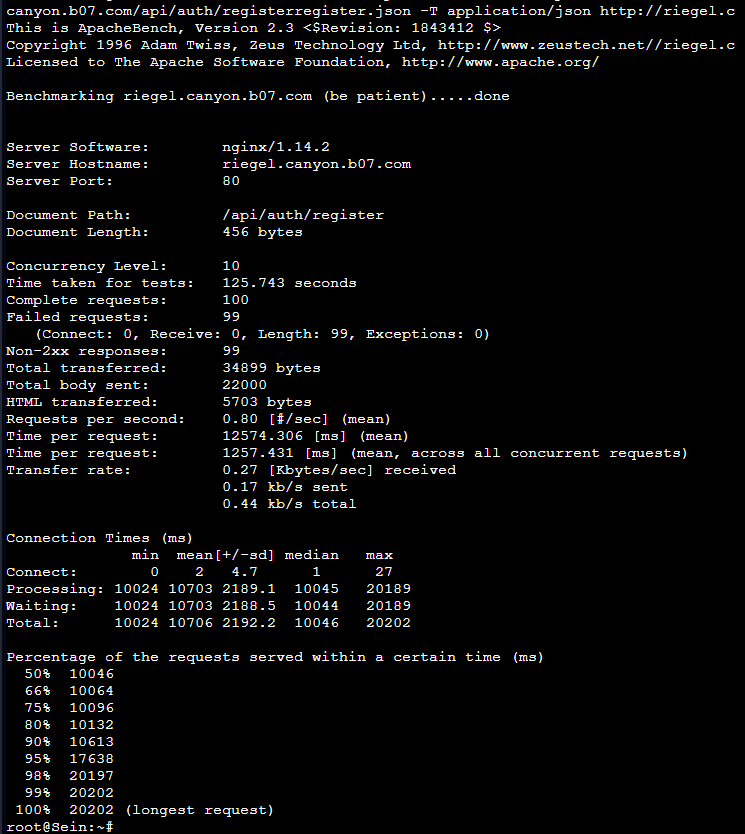 canyon.b07.com/api/auth/registerregister.json -T application/json http://riegel.c
This is ApacheBench, Version 2.3 <$Revision: 1843412 $>
Copyright 1996 Adam Twiss, Zeus Technology Ltd, http://www.zeustech.net//riegel.c
Licensed to The Apache Software Foundation, http://www.apache.org/

Benchmarking riegel.canyon.b07.com (be patient).....done


Server Software:        nginx/1.14.2
Server Hostname:        riegel.canyon.b07.com
Server Port:            80

Document Path:          /api/auth/register
Document Length:        456 bytes

Concurrency Level:      10
Time taken for tests:   125.743 seconds
Complete requests:      100
Failed requests:        99
   (Connect: 0, Receive: 0, Length: 99, Exceptions: 0)
Non-2xx responses:      99
Total transferred:      34899 bytes
Total body sent:        22000
HTML transferred:       5703 bytes
Requests per second:    0.80 [#/sec] (mean)
Time per request:       12574.306 [ms] (mean)
Time per request:       1257.431 [ms] (mean, across all concurrent requests)
Transfer rate:          0.27 [Kbytes/sec] received
                        0.17 kb/s sent
                        0.44 kb/s total

Connection Times (ms)
              min  mean[+/-sd] median   max
Connect:        0    2   4.7      1      27
Processing: 10024 10703 2189.1  10045   20189
Waiting:    10024 10703 2188.5  10044   20189
Total:      10024 10706 2192.2  10046   20202

Percentage of the requests served within a certain time (ms)
  50%  10046
  66%  10064
  75%  10096
  80%  10132
  90%  10613
  95%  17638
  98%  20197
  99%  20202
 100%  20202 (longest request)
root@Sein:~#